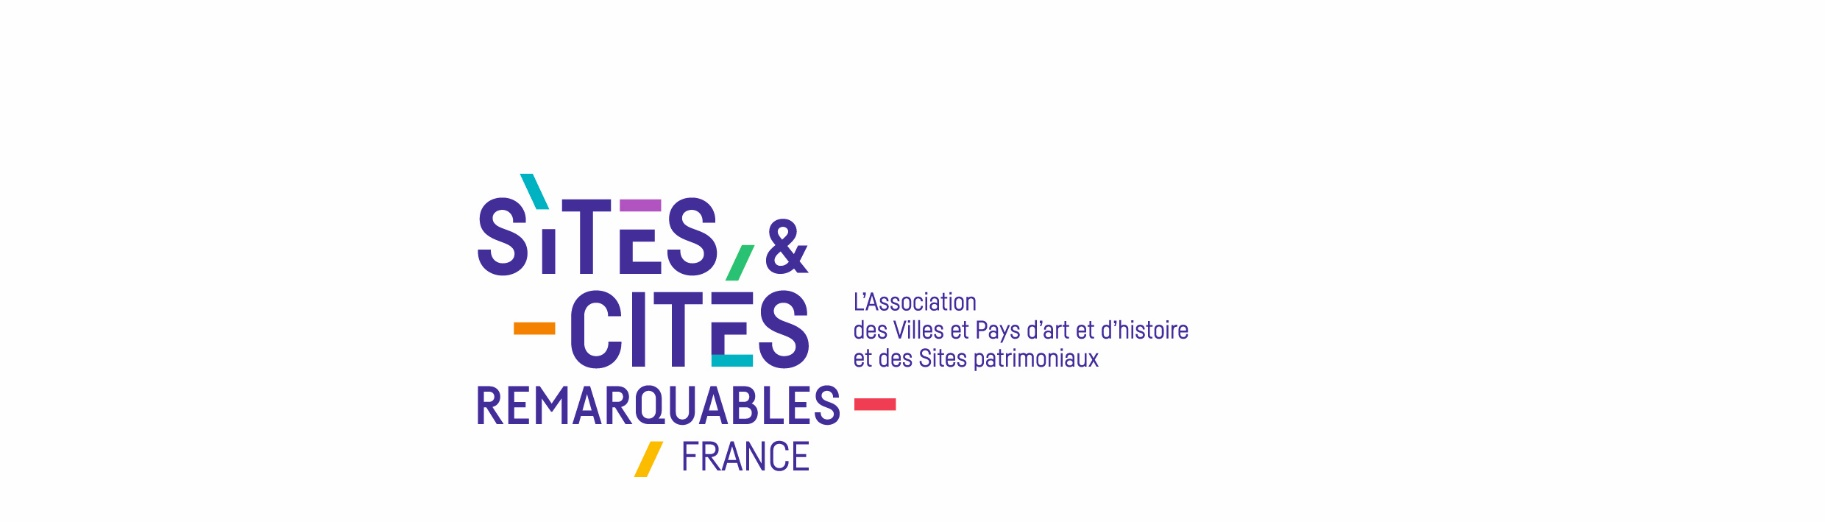 SITES &
CITÉS
REMARQUABLES
FRANCE
L'Association
des Villes et Pays d'art et d'histoire
et des Sites patrimoniaux